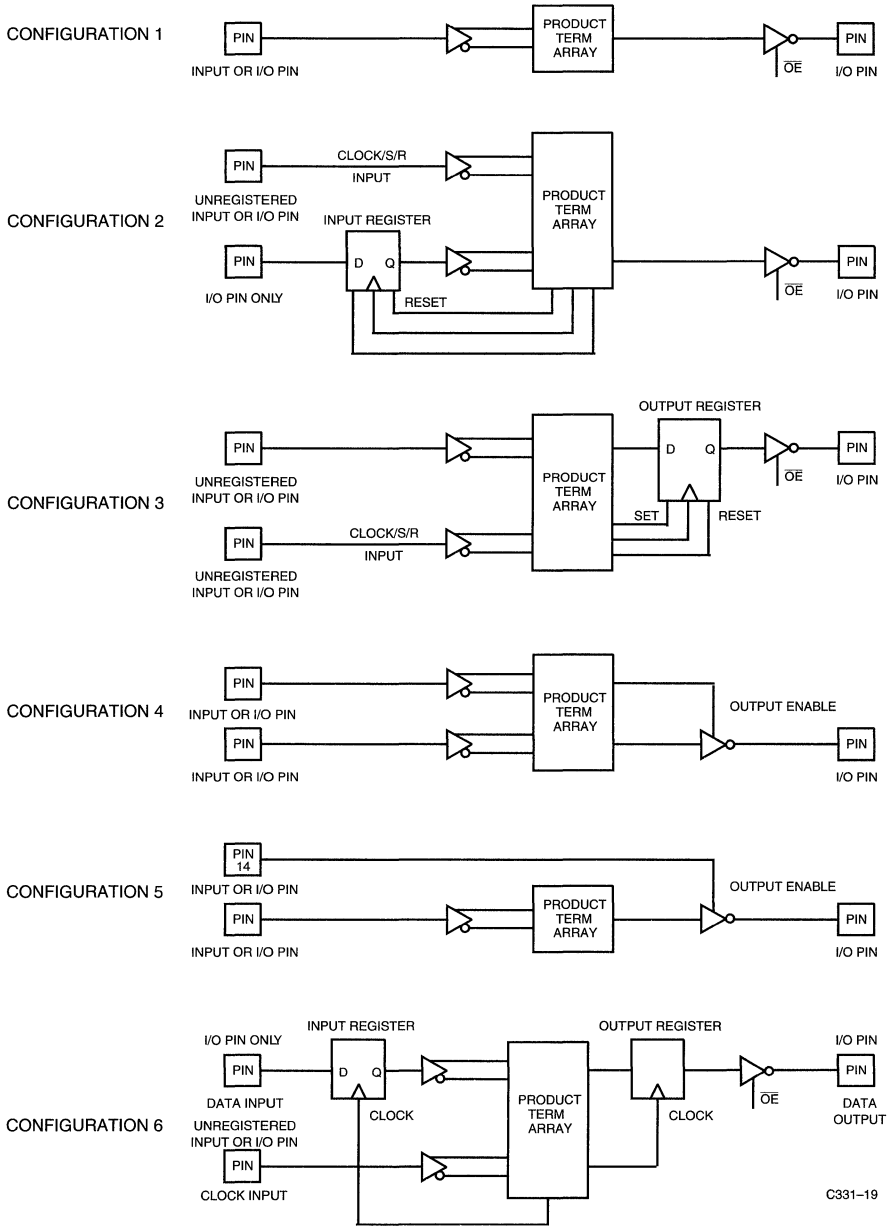 CONFIGURATION 1
PIN
INPUT OR I/O PIN
PRODUCT
TERM
ARRAY
OE
PIN
I/O PIN
CONFIGURATION 2
PIN
UNREGISTERED
INPUT OR I/O PIN
CLOCK/S/R
INPUT
PIN
I/O PIN ONLY
INPUT REGISTER
D Q
RESET
PRODUCT
TERM
ARRAY
OE
PIN
I/O PIN
CONFIGURATION 3
PIN
UNREGISTERED
INPUT OR I/O PIN
PIN
UNREGISTERED
INPUT OR I/O PIN
CLOCK/S/R
INPUT
PRODUCT
TERM
ARRAY
OUTPUT REGISTER
D Q
SET
RESET
OE
PIN
I/O PIN
CONFIGURATION 4
PIN
INPUT OR I/O PIN
PIN
INPUT OR I/O PIN
PRODUCT
TERM
ARRAY
OUTPUT ENABLE
PIN
I/O PIN
CONFIGURATION 5
PIN
14
INPUT OR I/O PIN
PIN
INPUT OR I/O PIN
PRODUCT
TERM
ARRAY
OUTPUT ENABLE
PIN
I/O PIN
CONFIGURATION 6
I/O PIN ONLY
PIN
DATA INPUT
UNREGISTERED
INPUT OR I/O PIN
PIN
CLOCK INPUT
INPUT REGISTER
D Q
CLOCK
PRODUCT
TERM
ARRAY
OUTPUT REGISTER
CLOCK
OE
I/O PIN
PIN
DATA
OUTPUT
C331–19